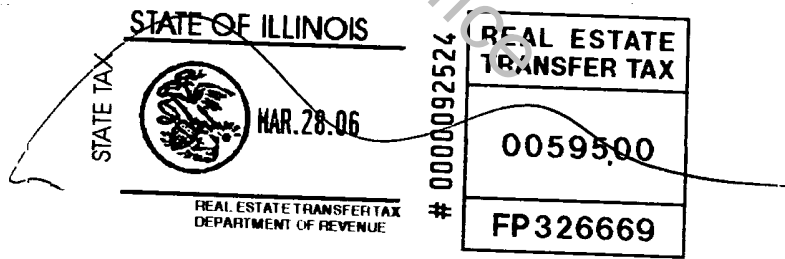 STATE OF ILLINOIS
STATE TAX
MAR.28.06
REAL ESTATE TRANSFER TAX
DEPARTMENT OF REVENUE
# 0000092524
REAL ESTATE
TRANSFER TAX
0059500
FP326669